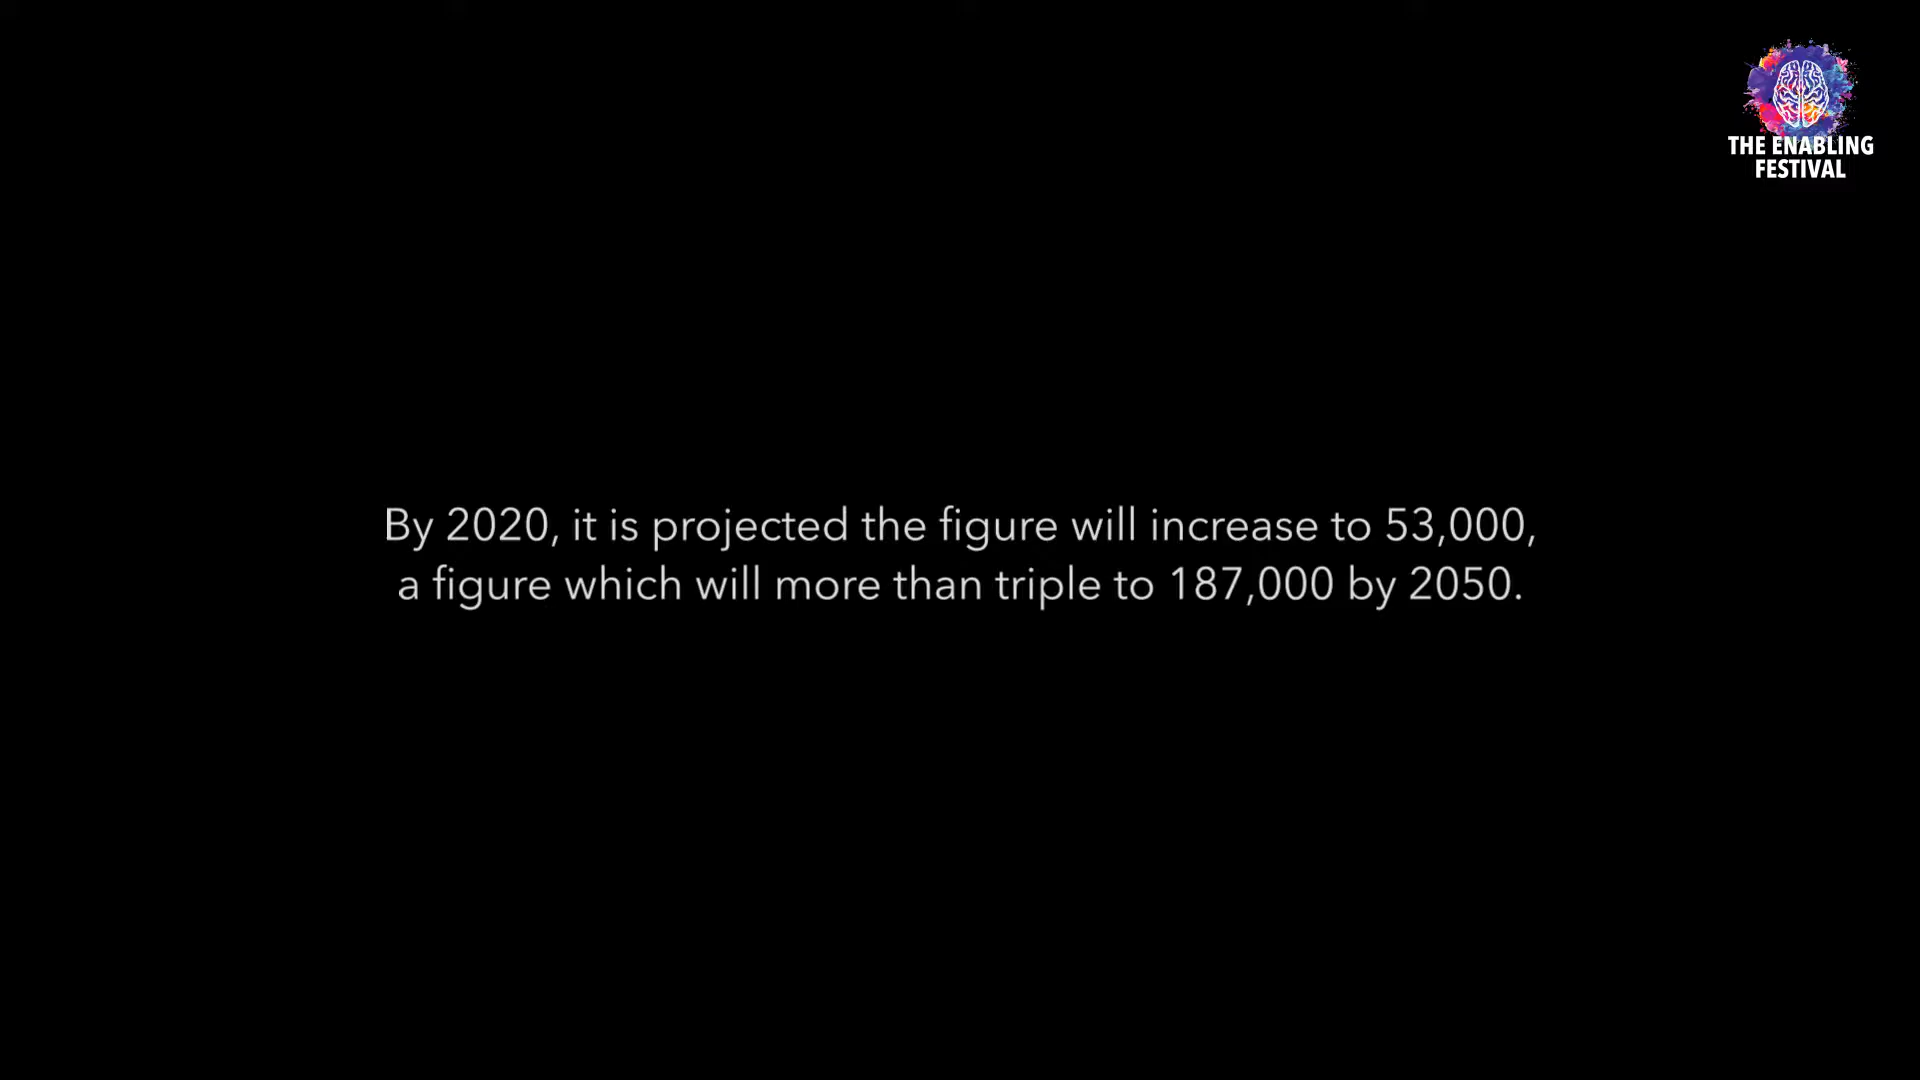 THE ENABLING
FESTIVAL
By 2020, it is projected the figure will increase to 53,000,
a figure which will more than triple to 187,000 by 2050.